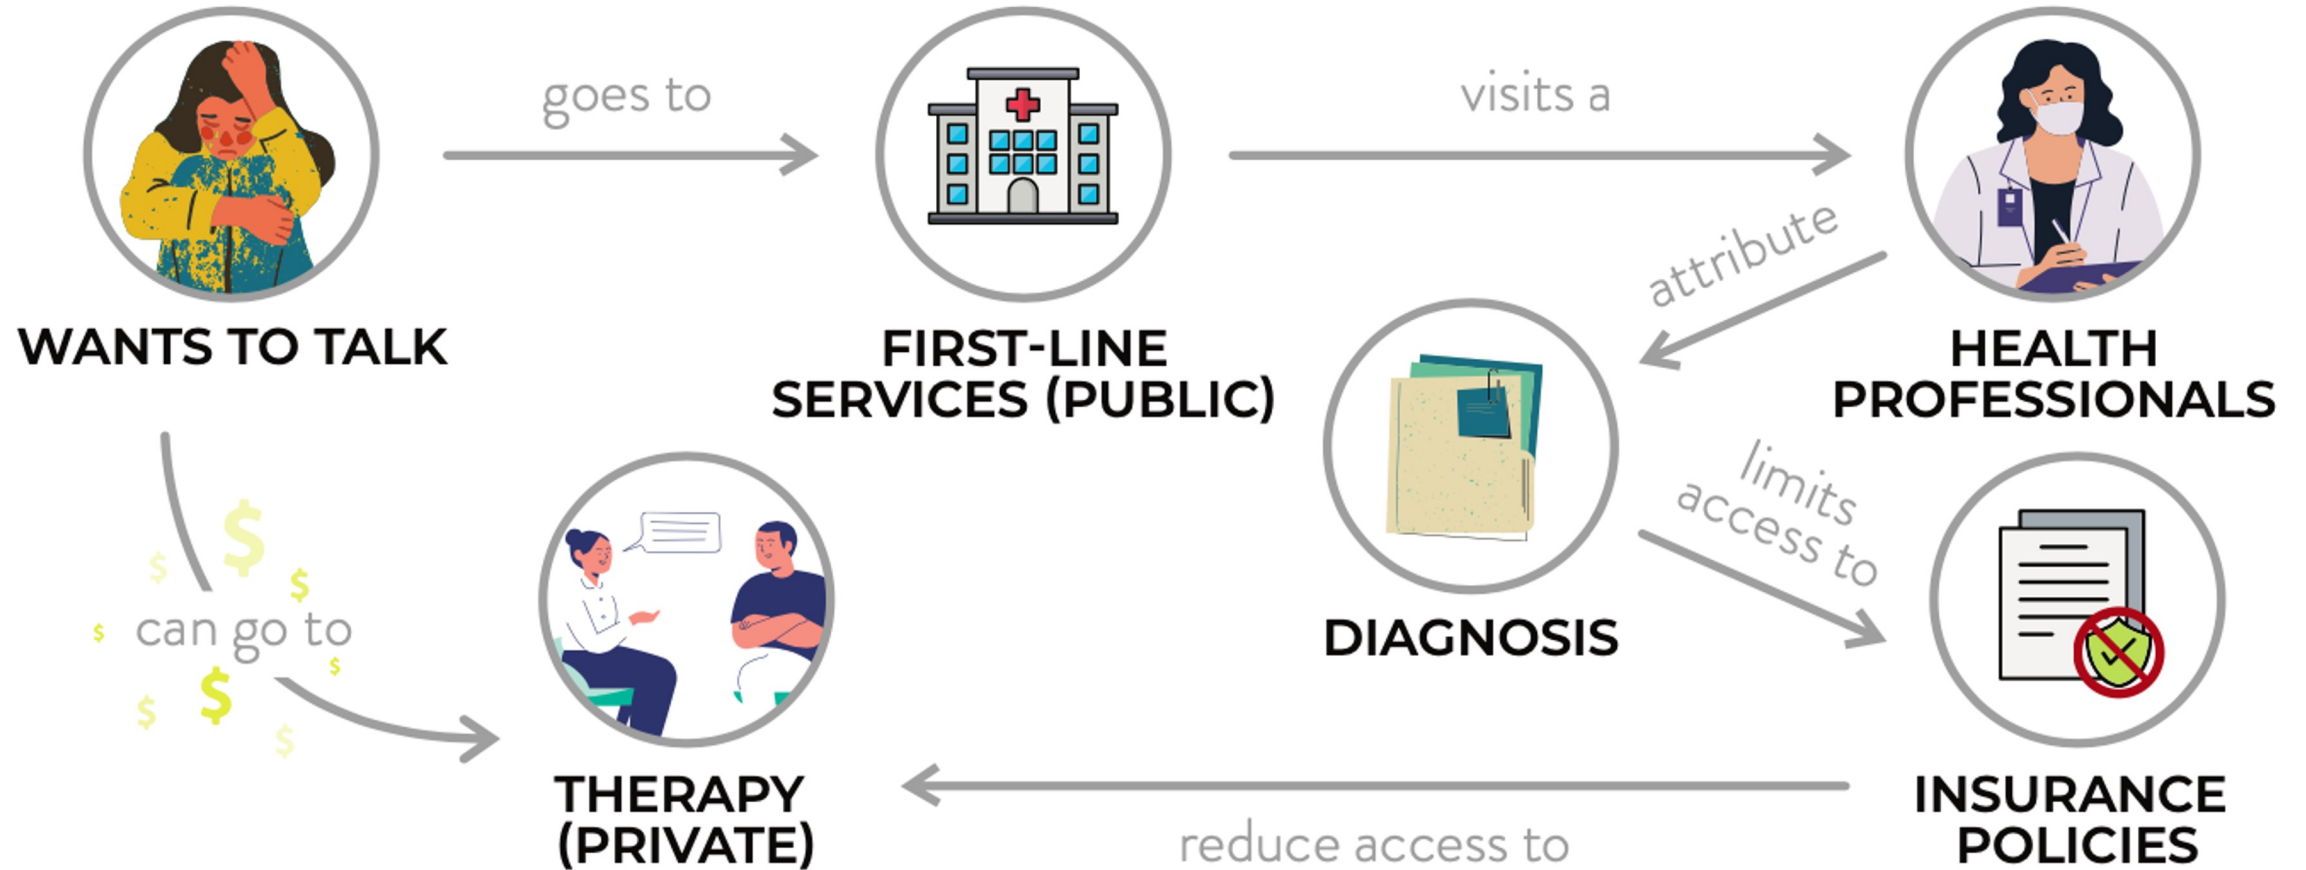 goes to
visits a
attribute
WANTS TO TALK
FIRST-LINE
SERVICES (PUBLIC)
HEALTH
PROFESSIONALS
limits
access to
$
$
$
$
can go to
$
$
$
$
DIAGNOSIS
THERAPY
(PRIVATE)
reduce access to
INSURANCE
POLICIES